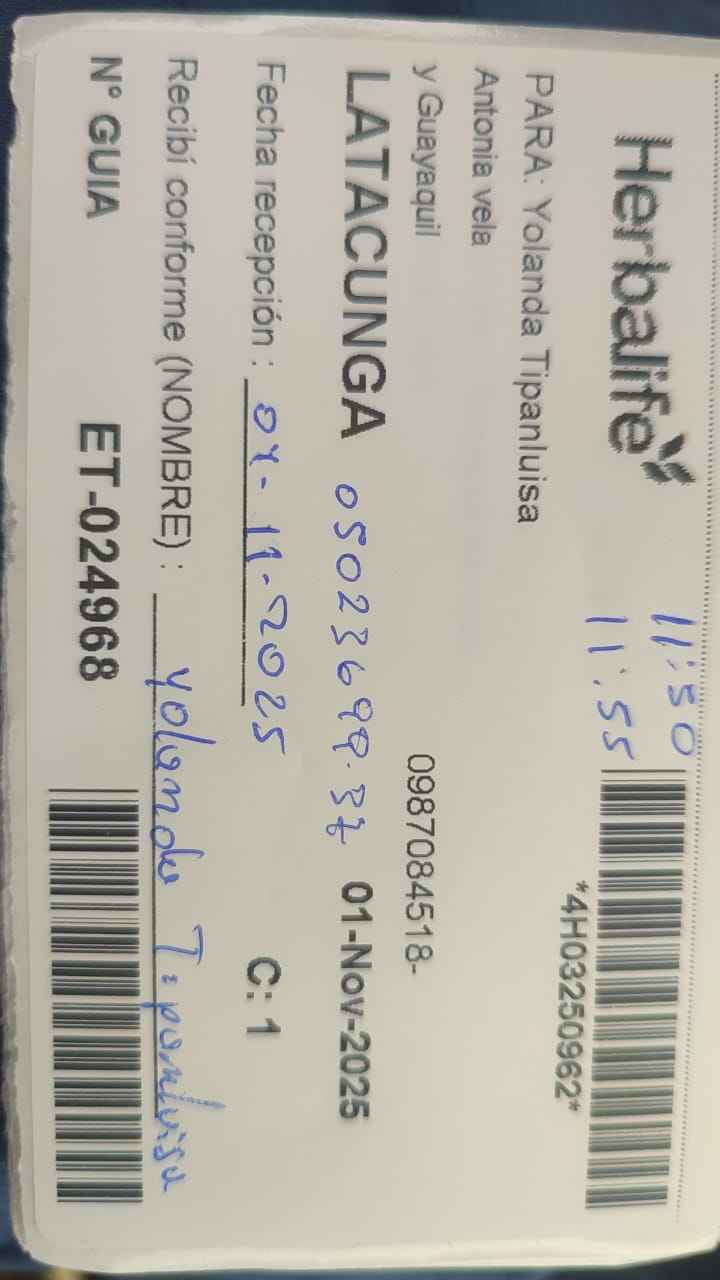 Herbalife
11:50
11:55
*4H03250962*
PARA: Yolanda Tipanluisa
Antonia vela
y Guayaquil
0987084518-
LATACUNGA
01-Nov-2025
Fecha recepción : 04-11-2025
C: 1
Recibí conforme (NOMBRE) : Yolanda Tipanluisa
N° GUIA ET-024968